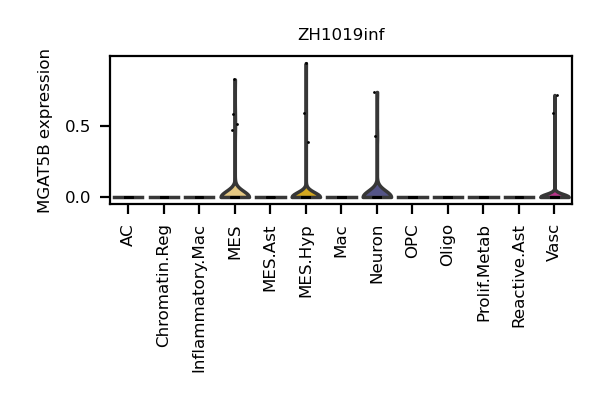 ZH1019inf
MGAT5B expression
0.5
0.0
AC
Chromatin.Reg
Inflammatory.Mac
MES
MES.Ast
MES.Hyp
Mac
Neuron
OPC
Oligo
Prolif.Metab
Reactive.Ast
Vasc